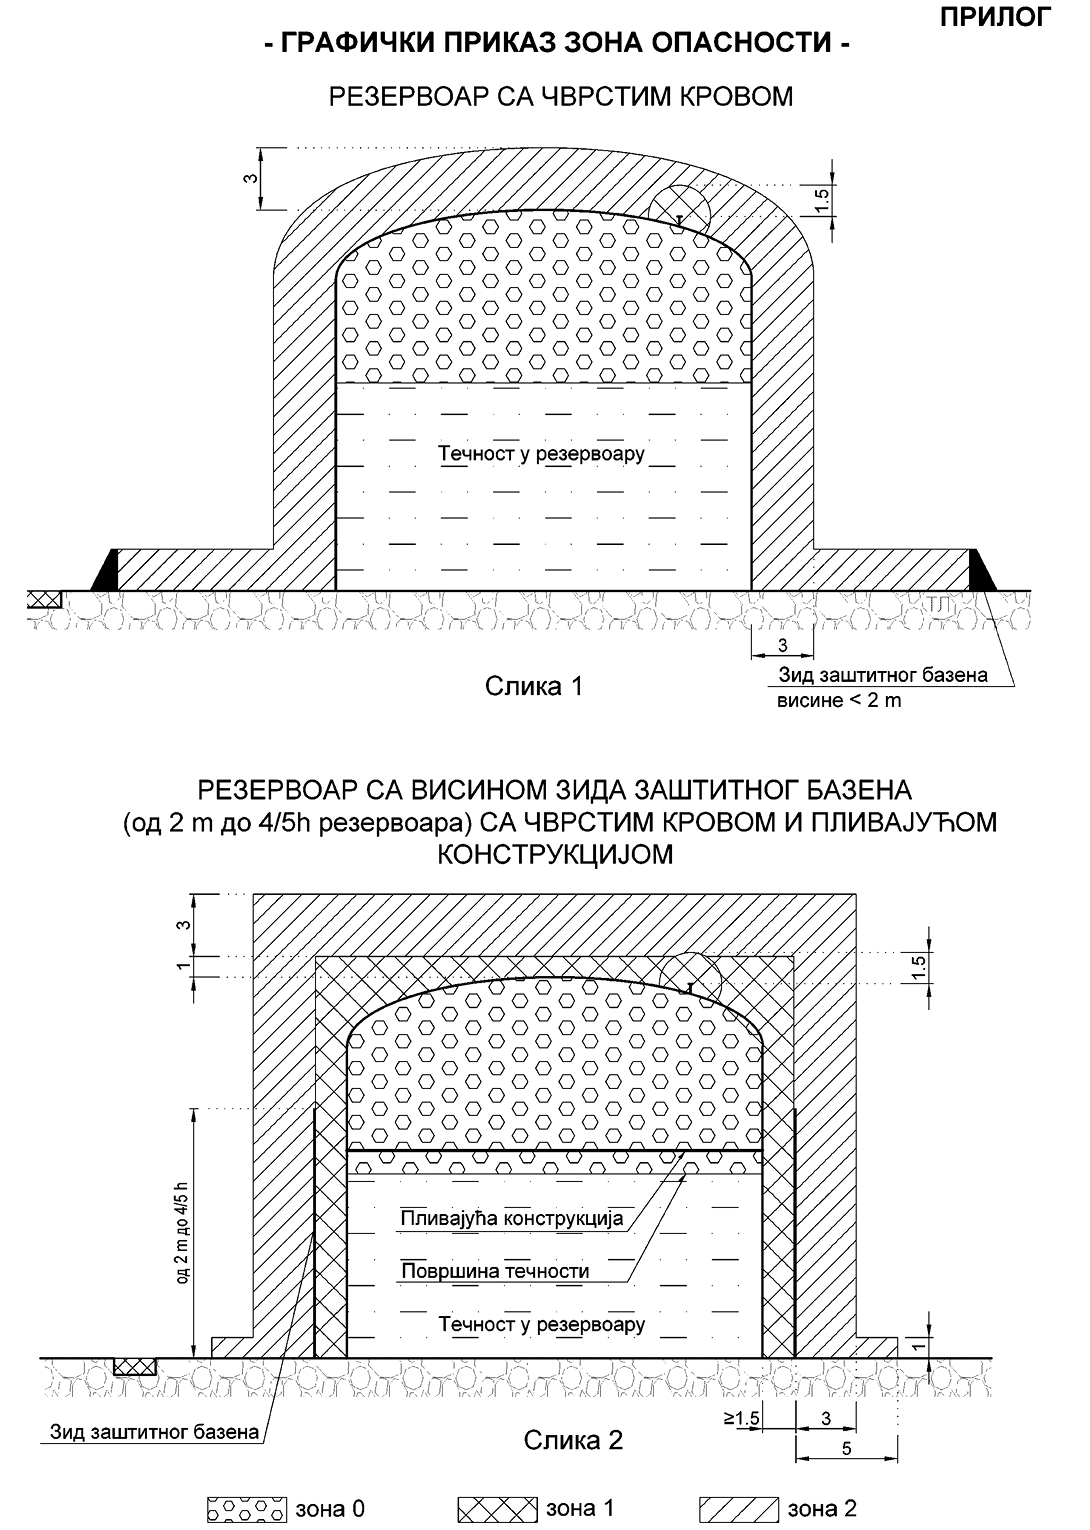 ПРИЛОГ
- ГРАФИЧКИ ПРИКАЗ ЗОНА ОПАСНОСТИ -
РЕЗЕРВОАР СА ЧВРСТИМ КРОВОМ
3
1.5
Течност у резервоару
ТЛ
3
Зид заштитног базена
висине < 2 m
Слика 1
РЕЗЕРВОАР СА ВИСИНОМ ЗИДА ЗАШТИТНОГ БАЗЕНА
(од 2 m до 4/5h резервоара) СА ЧВРСТИМ КРОВОМ И ПЛИВАЈУЋОМ
КОНСТРУКЦИЈОМ
3
1
1.5
од 2 m до 4/5 h
Пливајућа конструкција
Површина течности
Течност у резервоару
1
≥1.5
3
5
Зид заштитног базена
Слика 2
зона 0
зона 1
зона 2